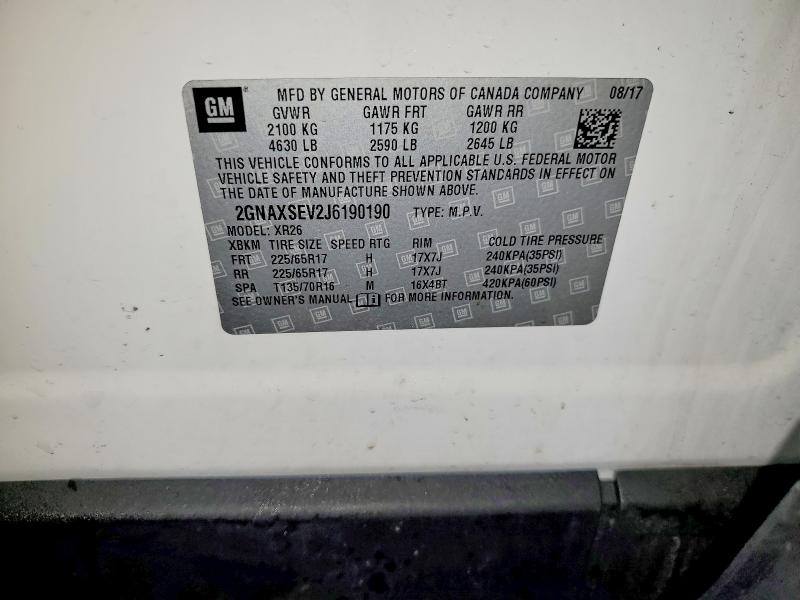 GM
MFD BY GENERAL MOTORS OF CANADA COMPANY 08/17
GVWR GAWR FRT GAWR RR
2100 KG 1175 KG 1200 KG
4630 LB 2590 LB 2645 LB
THIS VEHICLE CONFORMS TO ALL APPLICABLE U.S. FEDERAL MOTOR
VEHICLE SAFETY AND THEFT PREVENTION STANDARDS IN EFFECT ON
THE DATE OF MANUFACTURE SHOWN ABOVE.
2GNAXSEV2J6190190 TYPE: M.P.V.
MODEL: XR26
XBKM TIRE SIZE SPEED RTG RIM COLD TIRE PRESSURE
FRT 225/65R17 H 17X7J 240KPA(35PSI)
RR 225/65R17 H 17X7J 240KPA(35PSI)
SPA T135/70R16 M 16X4BT 420KPA(60PSI)
SEE OWNER'S MANUAL FOR MORE INFORMATION.